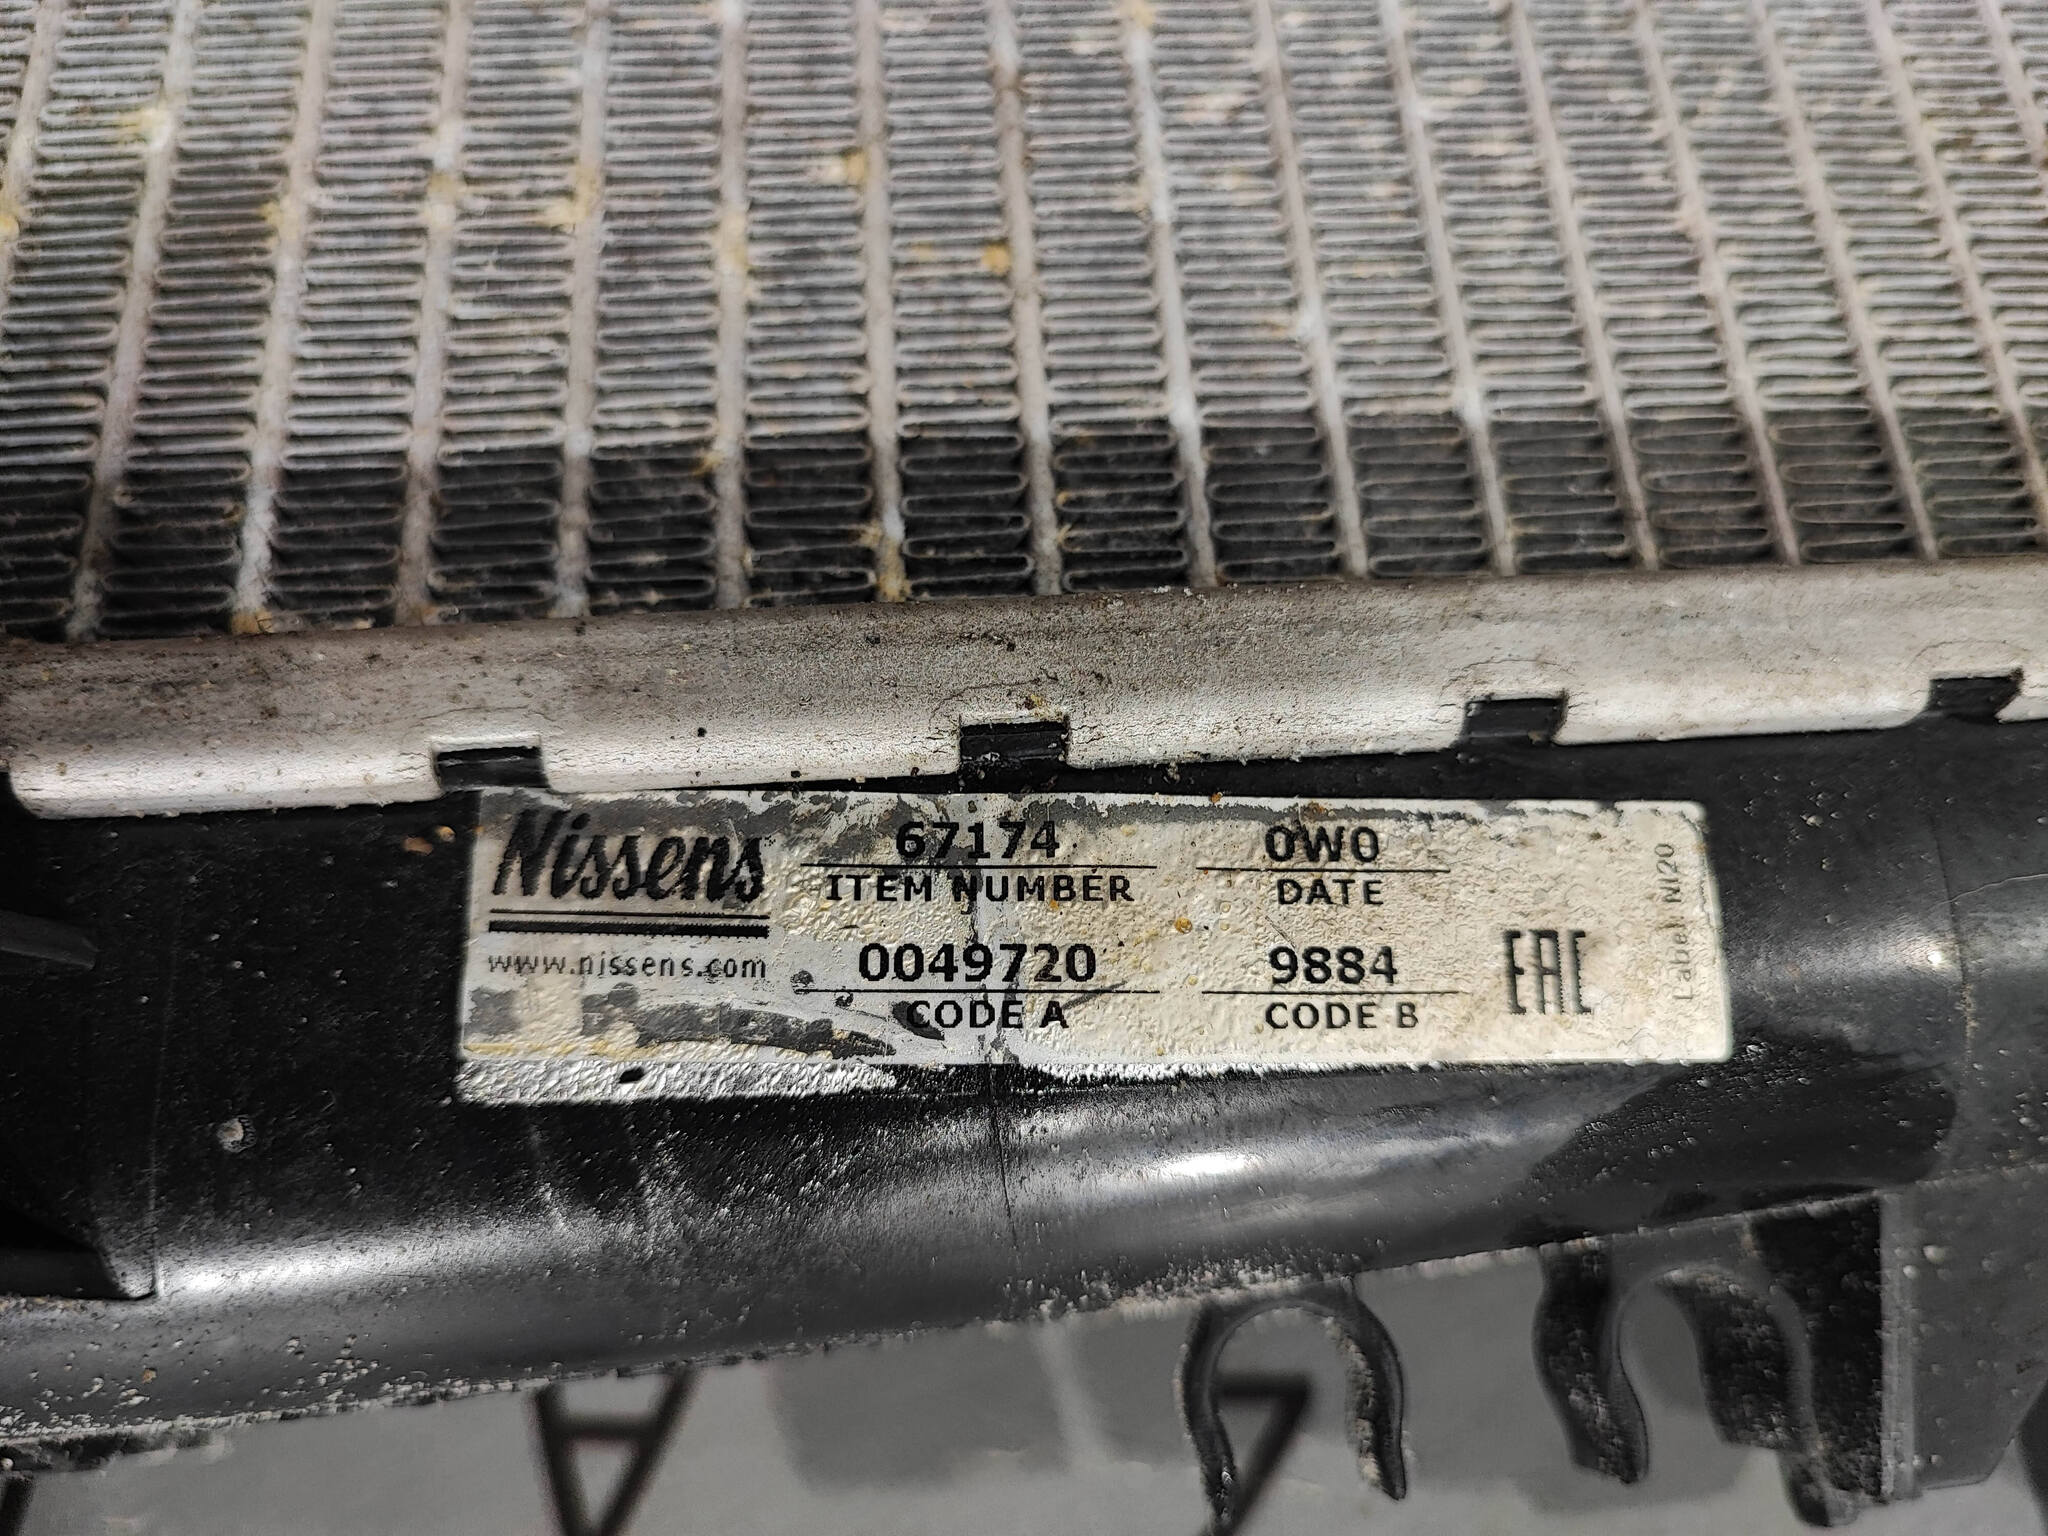 Nissens
www.nissens.com
67174
ITEM NUMBER
0W0
DATE
0049720
CODE A
9884
CODE B
EAC
Label NI20